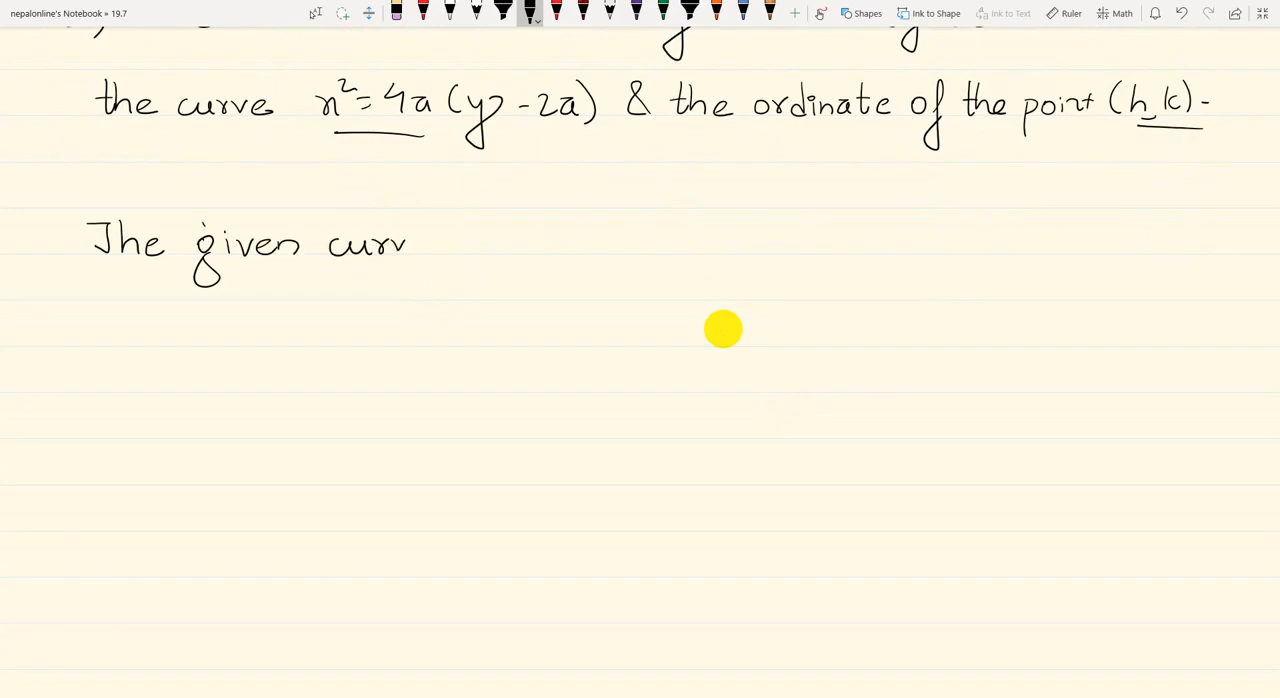 nepalonline's Notebook » 19.7
Shapes Ink to Shape Ink to Text Ruler Math
the curve x²=4a (y -2a) & the ordinate of the point (h, k) -
The given curv